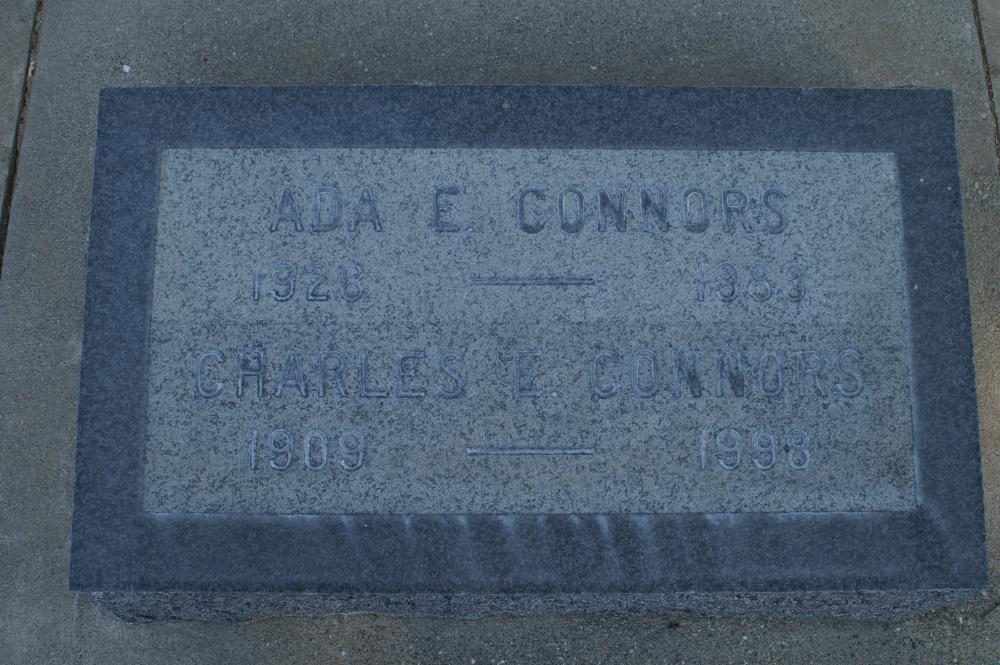 ADA E. CONNORS
1926 — 1983
CHARLES E. CONNORS
1909 — 1998